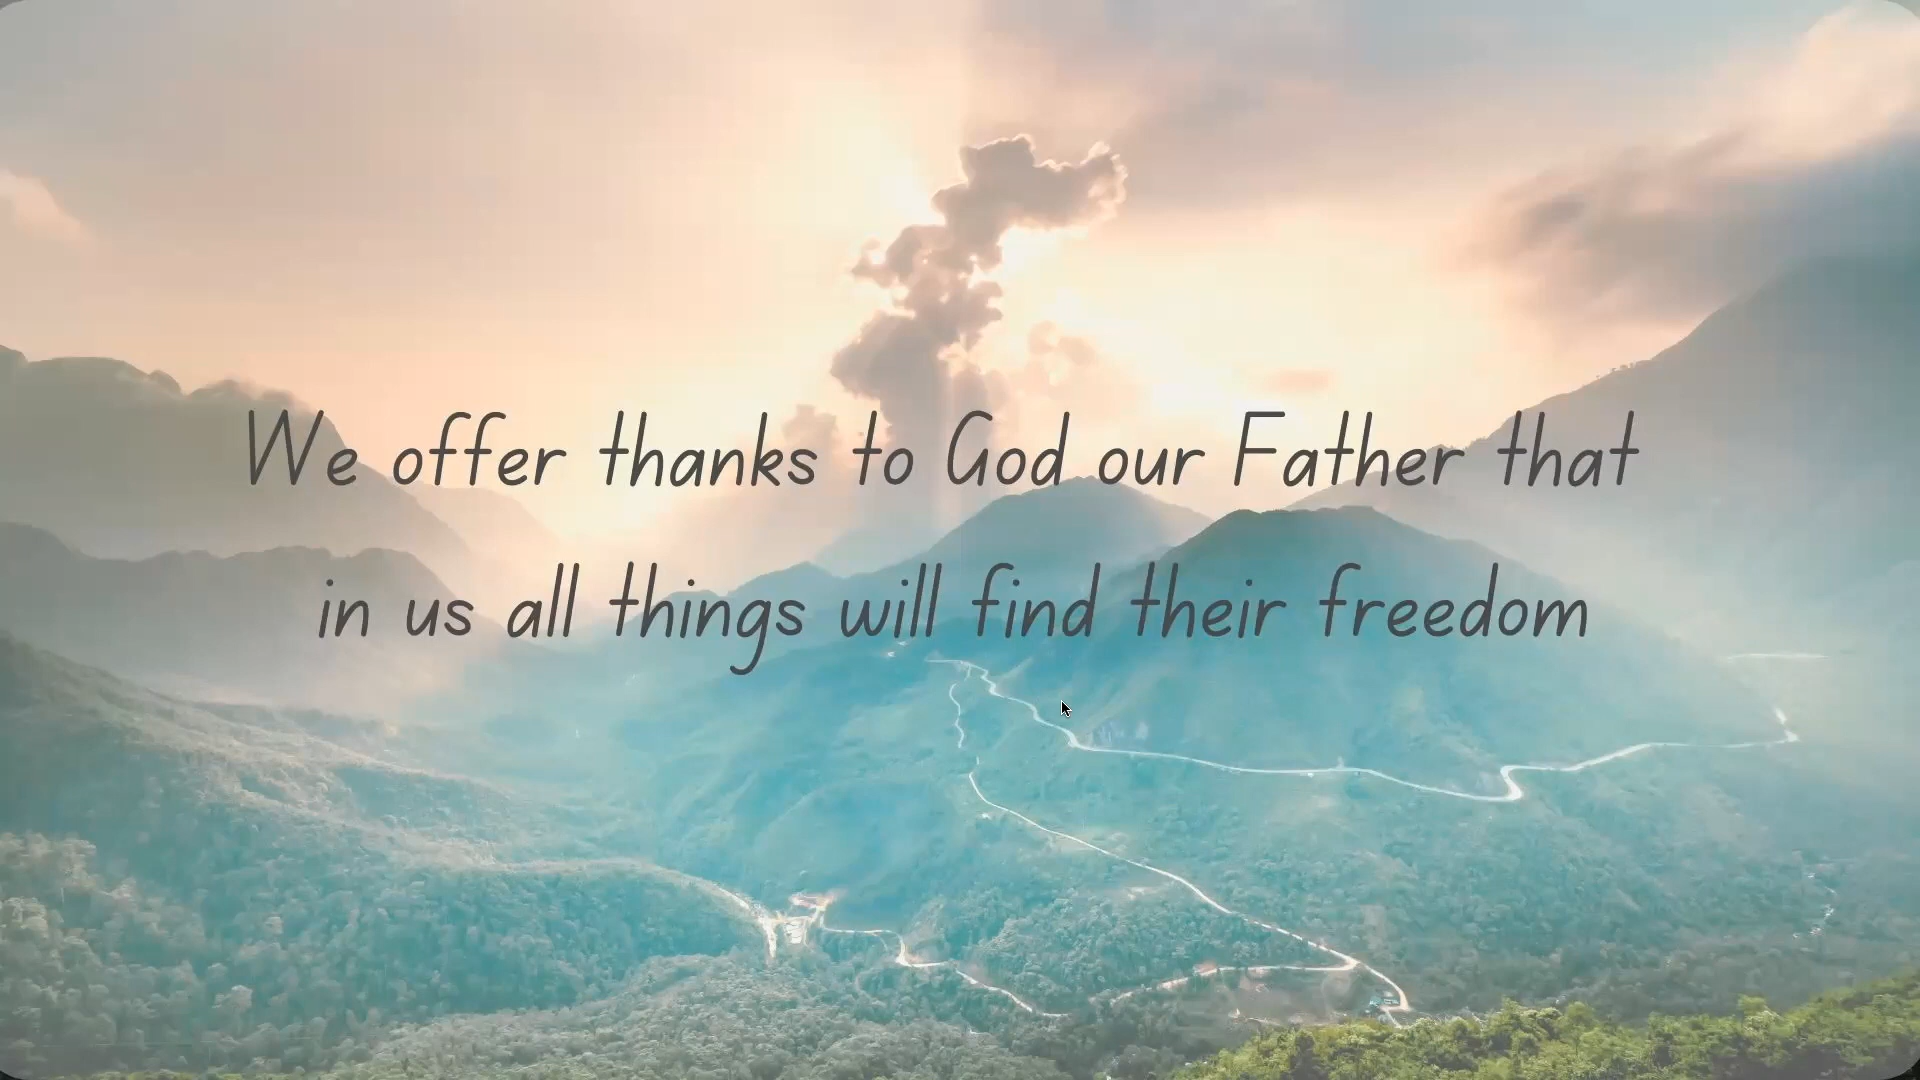 We offer thanks to God our Father that
in us all things will find their freedom